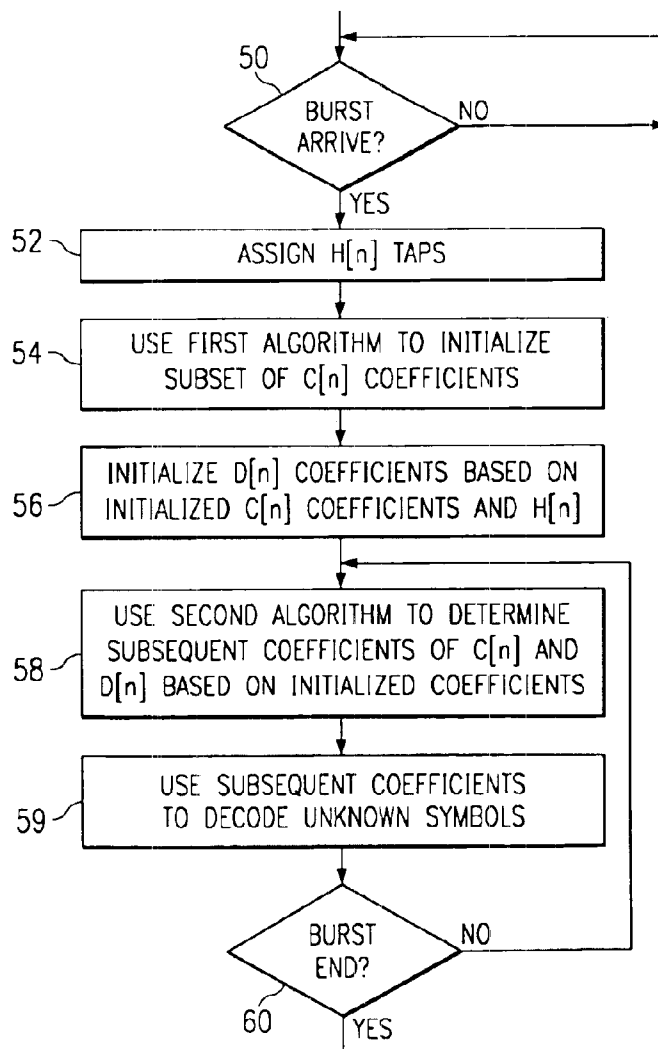 50
BURST
ARRIVE?
NO
YES
52
ASSIGN H[n] TAPS
54
USE FIRST ALGORITHM TO INITIALIZE
SUBSET OF C[n] COEFFICIENTS
56
INITIALIZE D[n] COEFFICIENTS BASED ON
INITIALIZED C[n] COEFFICIENTS AND H[n]
58
USE SECOND ALGORITHM TO DETERMINE
SUBSEQUENT COEFFICIENTS OF C[n] AND
D[n] BASED ON INITIALIZED COEFFICIENTS
59
USE SUBSEQUENT COEFFICIENTS
TO DECODE UNKNOWN SYMBOLS
BURST
END?
NO
60
YES